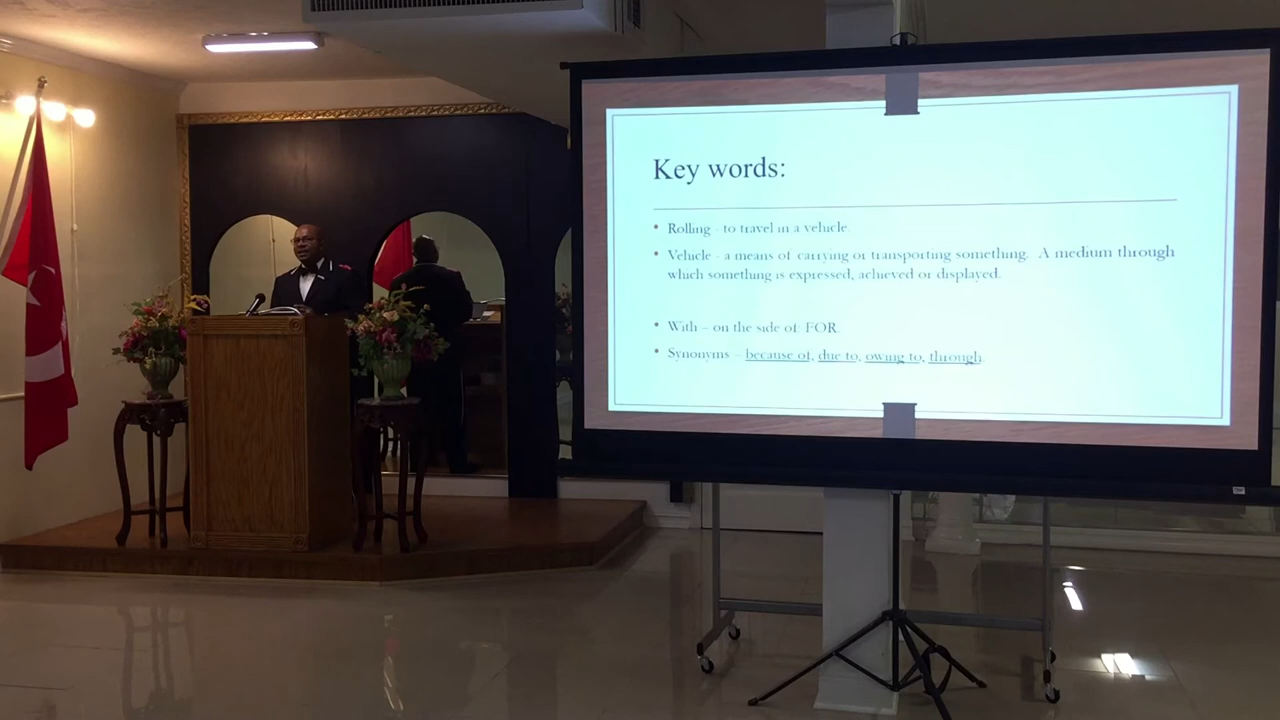 Key words:
Rolling - to travel in a vehicle.
Vehicle - a means of carrying or transporting something. A medium through
which something is expressed, achieved or displayed.
With – on the side of: FOR.
Synonyms – because of, due to, owing to, through.